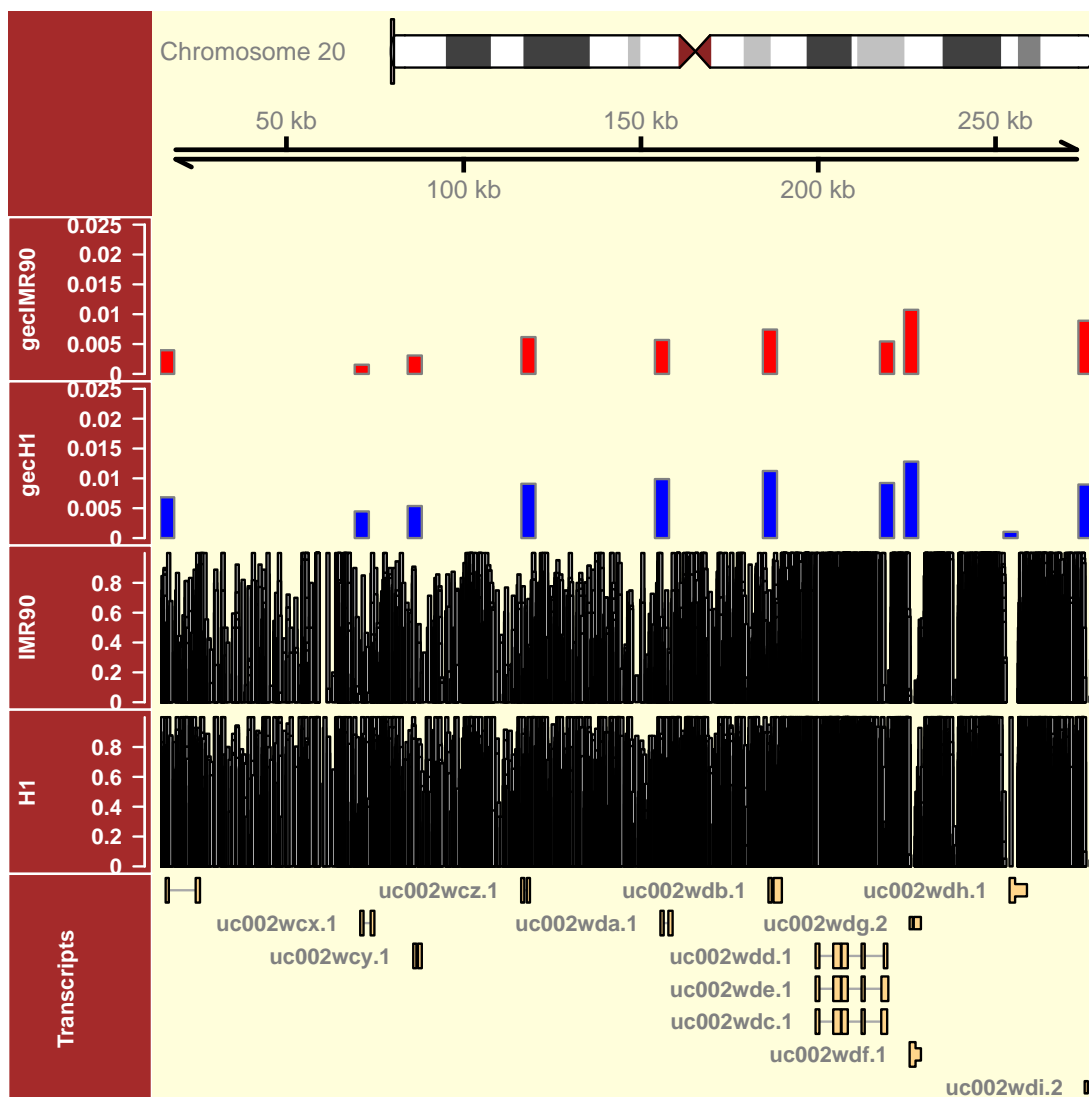 Chromosome 20
50 kb 150 kb 250 kb
100 kb 200 kb
gecIMR90
0.025
0.02
0.015
0.01
0.005
0
gecH1
0.025
0.02
0.015
0.01
0.005
0
IMR90
0.8
0.6
0.4
0.2
0
H1
0.8
0.6
0.4
0.2
0
Transcripts
uc002wcz.1 uc002wdb.1 uc002wdh.1
uc002wcx.1 uc002wda.1 uc002wdg.2
uc002wcy.1 uc002wdd.1
uc002wde.1
uc002wdc.1
uc002wdf.1
uc002wdi.2